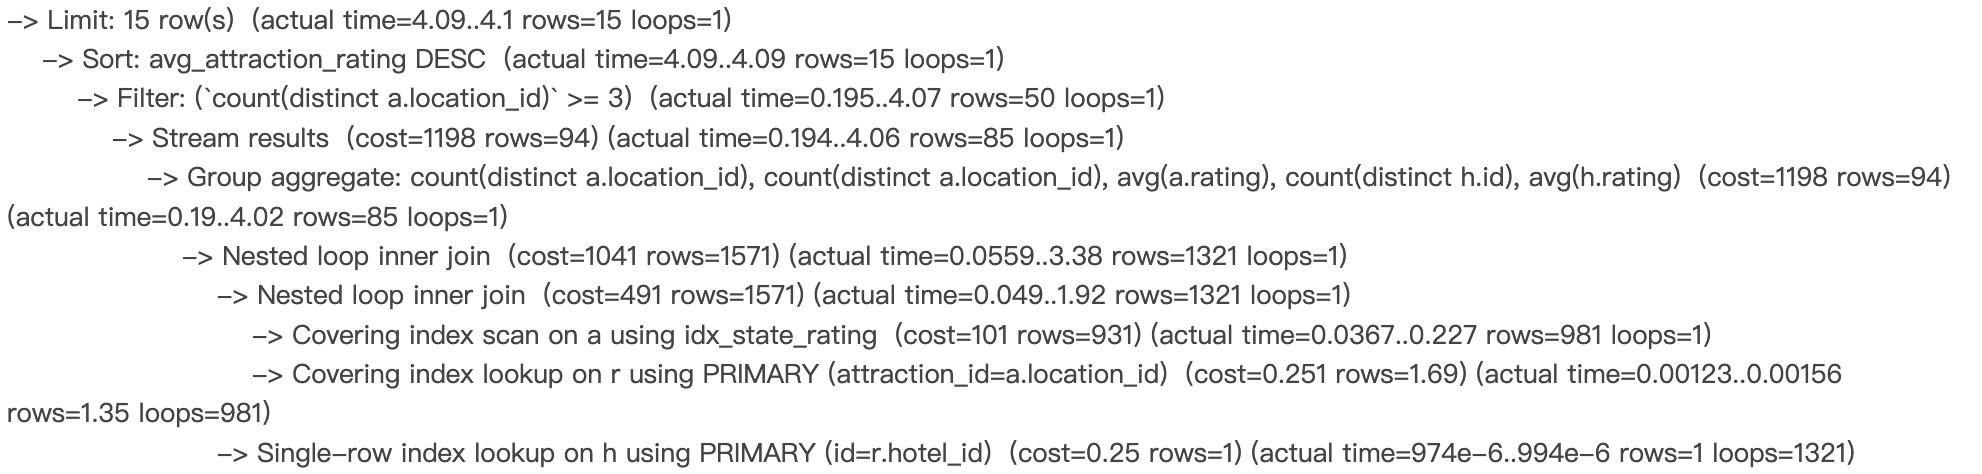 –> Limit: 15 row(s)  (actual time=4.09..4.1 rows=15 loops=1)
–> Sort: avg_attraction_rating DESC  (actual time=4.09..4.09 rows=15 loops=1)
–> Filter: (`count(distinct a.location_id)` >= 3)  (actual time=0.195..4.07 rows=50 loops=1)
–> Stream results  (cost=1198 rows=94) (actual time=0.194..4.06 rows=85 loops=1)
–> Group aggregate: count(distinct a.location_id), count(distinct a.location_id), avg(a.rating), count(distinct h.id), avg(h.rating)  (cost=1198 rows=94)
(actual time=0.19..4.02 rows=85 loops=1)
–> Nested loop inner join  (cost=1041 rows=1571) (actual time=0.0559..3.38 rows=1321 loops=1)
–> Nested loop inner join  (cost=491 rows=1571) (actual time=0.049..1.92 rows=1321 loops=1)
–> Covering index scan on a using idx_state_rating  (cost=101 rows=931) (actual time=0.0367..0.227 rows=981 loops=1)
–> Covering index lookup on r using PRIMARY (attraction_id=a.location_id)  (cost=0.251 rows=1.69) (actual time=0.00123..0.00156
rows=1.35 loops=981)
–> Single–row index lookup on h using PRIMARY (id=r.hotel_id)  (cost=0.25 rows=1) (actual time=974e–6..994e–6 rows=1 loops=1321)